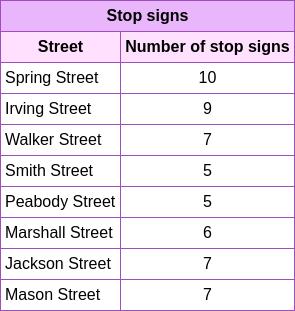 Stop signs
Street Number of stop signs
Spring Street 10
Irving Street 9
Walker Street 7
Smith Street 5
Peabody Street 5
Marshall Street 6
Jackson Street 7
Mason Street 7